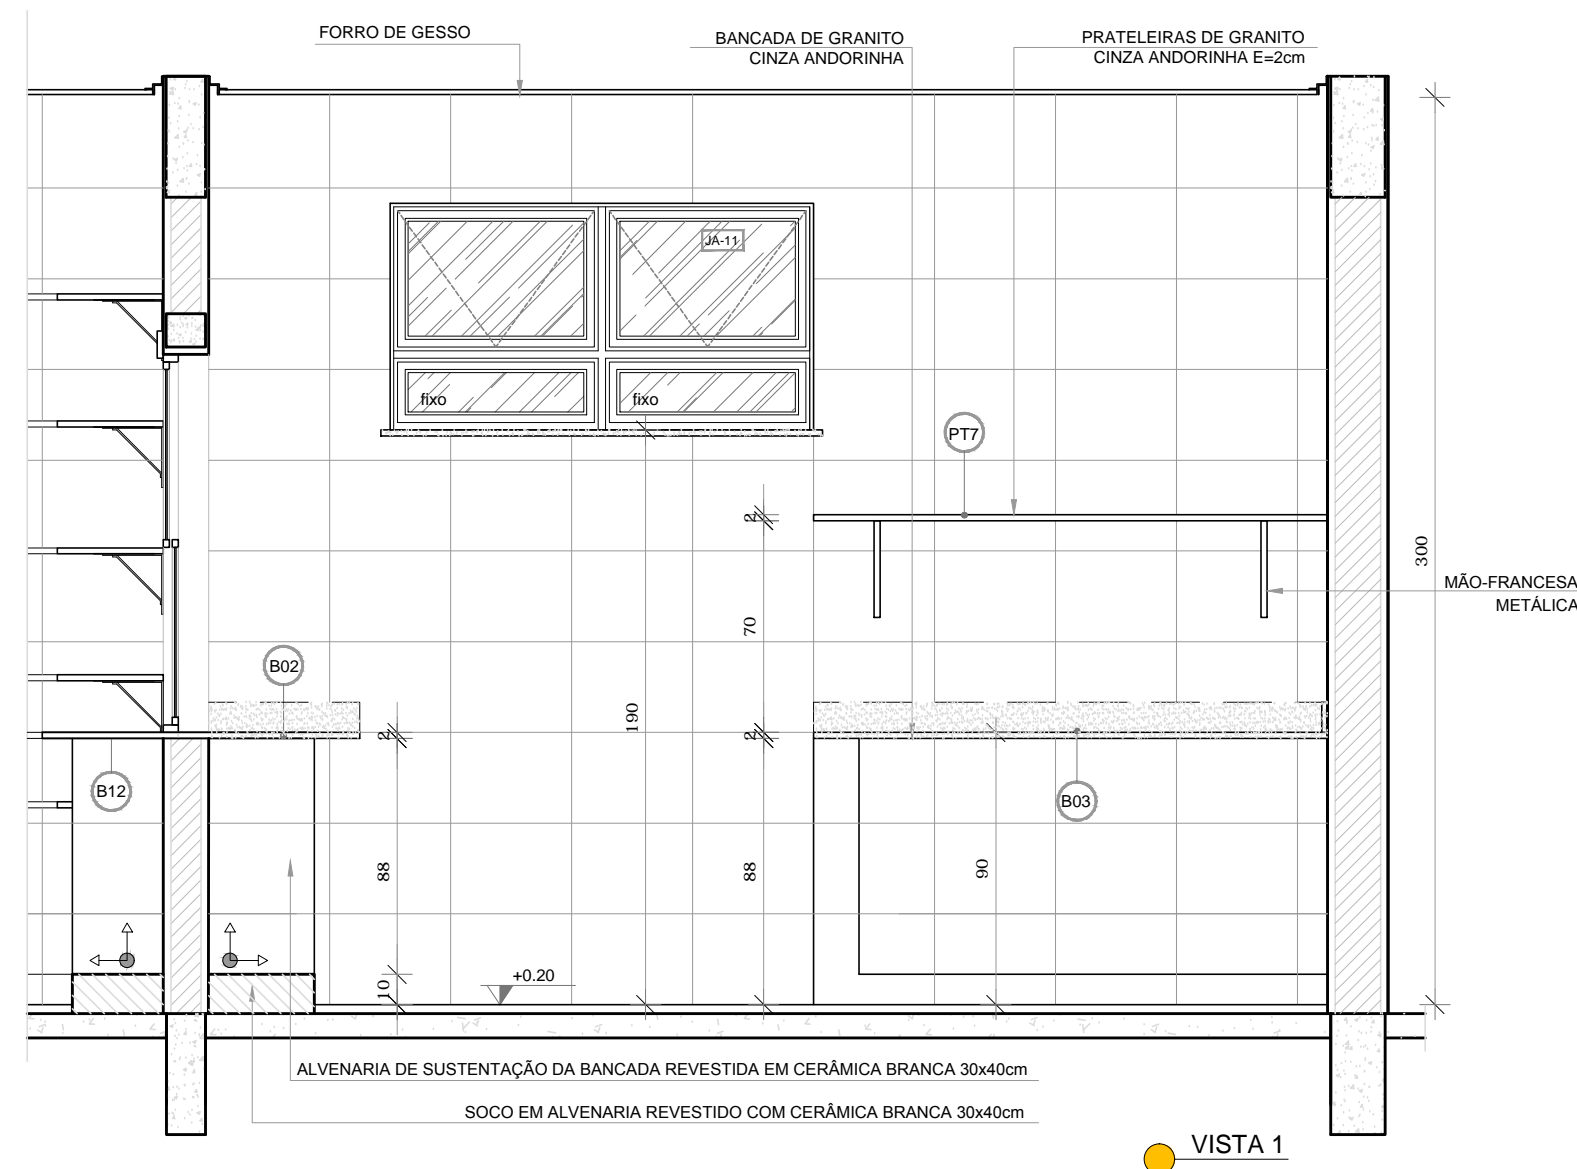 FORRO DE GESSO
BANCADA DE GRANITO
CINZA ANDORINHA
PRATELEIRAS DE GRANITO
CINZA ANDORINHA E=2cm
JA-11
fixo
fixo
PT7
2
300
MÃO-FRANCESA
METÁLICA
70
B02
190
2
2
B12
B03
88
88
90
+0.20
10
ALVENARIA DE SUSTENTAÇÃO DA BANCADA REVESTIDA EM CERÂMICA BRANCA 30x40cm
SOCO EM ALVENARIA REVESTIDO COM CERÂMICA BRANCA 30x40cm
VISTA 1